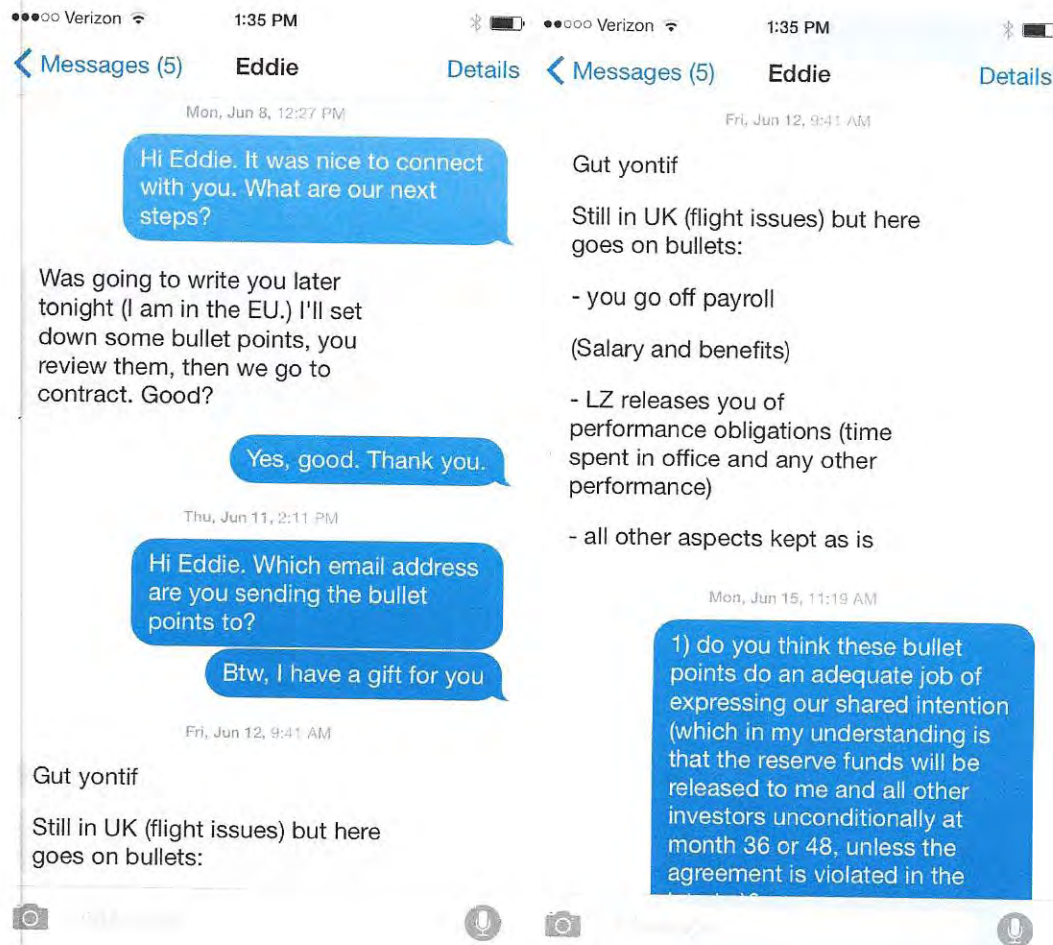 Verizon 1:35 PM
Messages (5) Eddie Details
Mon, Jun 8, 12:27 PM
Hi Eddie. It was nice to connect
with you. What are our next
steps?
Was going to write you later
tonight (I am in the EU.) I'll set
down some bullet points, you
review them, then we go to
contract. Good?
Yes, good. Thank you.
Thu, Jun 11, 2:11 PM
Hi Eddie. Which email address
are you sending the bullet
points to?
Btw, I have a gift for you
Fri, Jun 12, 9:41 AM
Gut yontif
Still in UK (flight issues) but here
goes on bullets:
Verizon 1:35 PM
Messages (5) Eddie Details
Fri, Jun 12, 9:41 AM
Gut yontif
Still in UK (flight issues) but here
goes on bullets:
- you go off payroll
(Salary and benefits)
- LZ releases you of
performance obligations (time
spent in office and any other
performance)
- all other aspects kept as is
Mon, Jun 15, 11:19 AM
1) do you think these bullet
points do an adequate job of
expressing our shared intention
(which in my understanding is
that the reserve funds will be
released to me and all other
investors unconditionally at
month 36 or 48, unless the
agreement is violated in the